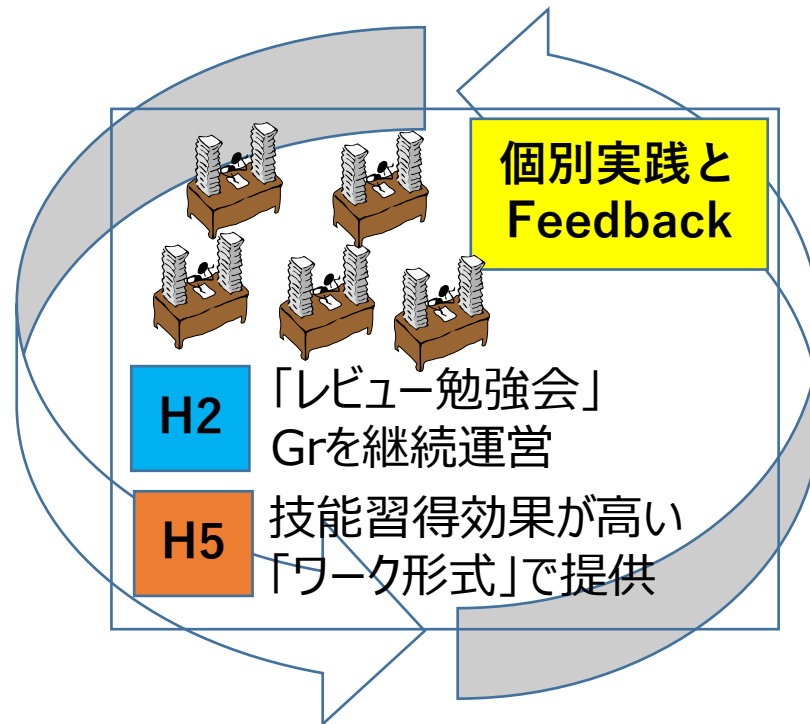 個別実践と
Feedback
H2
「レビュー勉強会」
Grを継続運営
H5
技能習得効果が高い
「ワーク形式」で提供